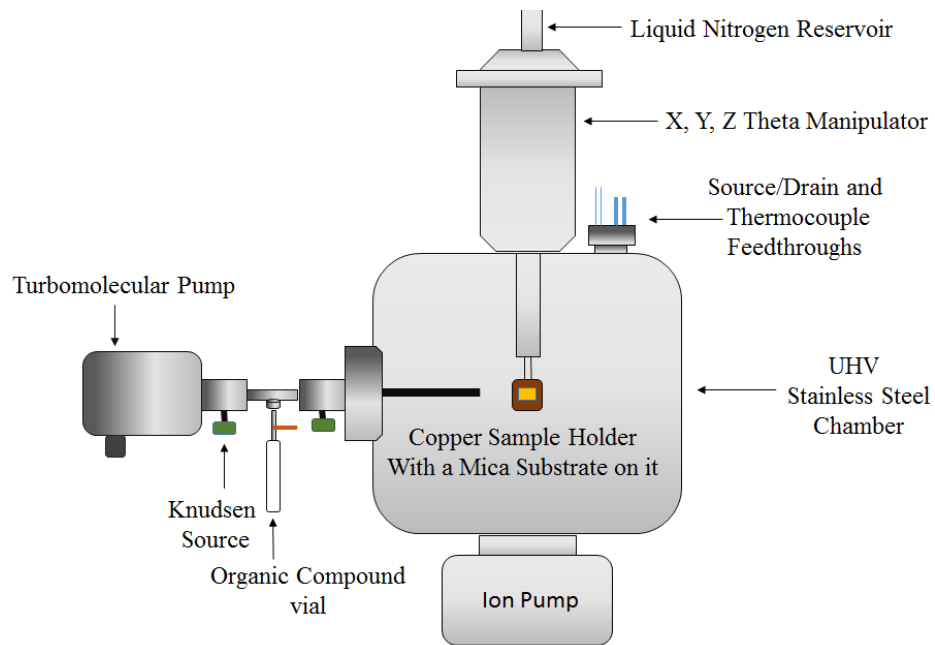 Liquid Nitrogen Reservoir
X, Y, Z Theta Manipulator
Source/Drain and
Thermocouple
Feedthroughs
Turbomolecular Pump
UHV
Stainless Steel
Chamber
Copper Sample Holder
With a Mica Substrate on it
Knudsen
Source
Organic Compound
vial
Ion Pump